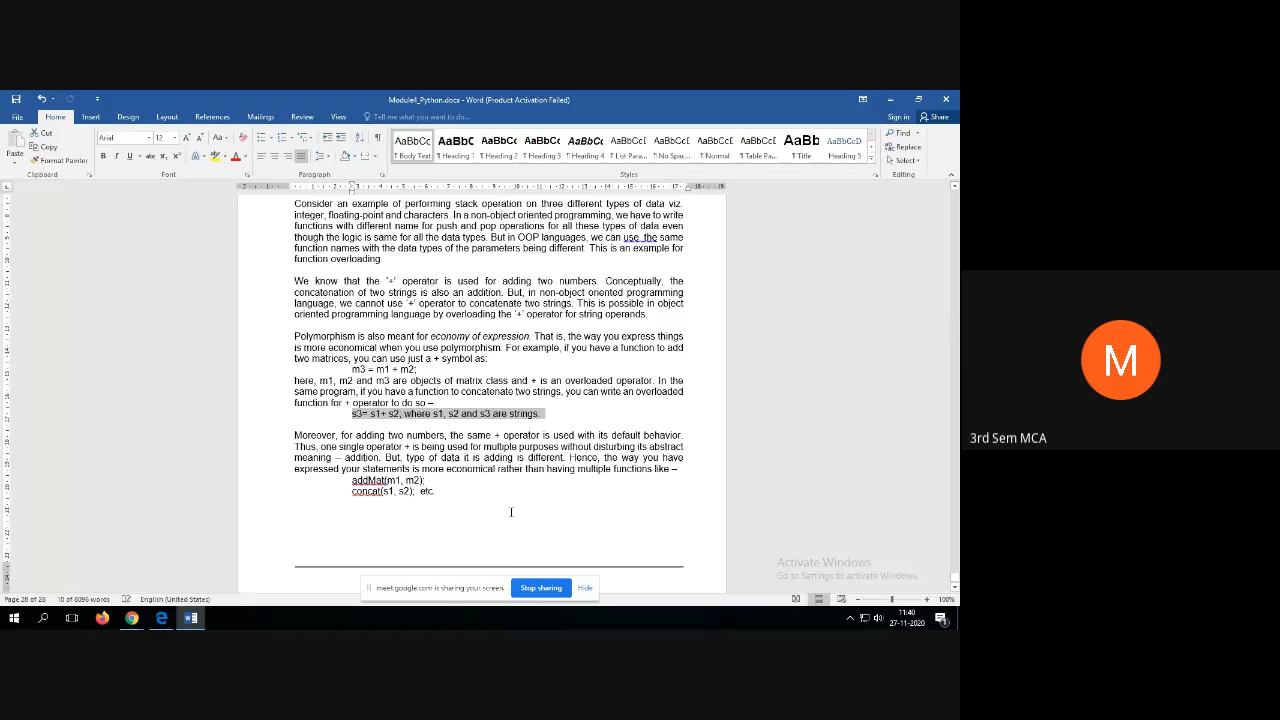 Module4_Python.docx - Word (Product Activation Failed)
File Home Insert Design Layout References Mailings Review View Tell me what you want to do... Sign in Share
Paste Cut Copy Format Painter
Arial 12
AaBbCc AaBbC AaBbCc AaBbCc AaBbCc AaBbCcDc AaBbCcDc AaBbCcDc AaBbCcD AaBb AaBbCcD
¶ Body Text ¶ Heading 1 ¶ Heading 2 ¶ Heading 3 ¶ Heading 4 ¶ List Para... ¶ No Spac... ¶ Normal ¶ Table Pa... ¶ Title Heading 5
Find Replace Select
Clipboard Font Paragraph Styles Editing
Consider an example of performing stack operation on three different types of data viz.
integer, floating-point and characters. In a non-object oriented programming, we have to write
functions with different name for push and pop operations for all these types of data even
though the logic is same for all the data types. But in OOP languages, we can use the same
function names with the data types of the parameters being different. This is an example for
function overloading.
We know that the '+' operator is used for adding two numbers. Conceptually, the
concatenation of two strings is also an addition. But, in non-object oriented programming
language, we cannot use '+' operator to concatenate two strings. This is possible in object
oriented programming language by overloading the '+' operator for string operands.
Polymorphism is also meant for economy of expression. That is, the way you express things
is more economical when you use polymorphism. For example, if you have a function to add
two matrices, you can use just a + symbol as:
m3 = m1 + m2;
here, m1, m2 and m3 are objects of matrix class and + is an overloaded operator. In the
same program, if you have a function to concatenate two strings, you can write an overloaded
function for + operator to do so –
s3= s1+ s2; where s1, s2 and s3 are strings.
Moreover, for adding two numbers, the same + operator is used with its default behavior.
Thus, one single operator + is being used for multiple purposes without disturbing its abstract
meaning – addition. But, type of data it is adding is different. Hence, the way you have
expressed your statements is more economical rather than having multiple functions like –
addMat(m1, m2);
concat(s1, s2); etc.
Activate Windows
Go to Settings to activate Windows.
meet.google.com is sharing your screen. Stop sharing Hide
Page 28 of 28 10 of 8096 words English (United States) 100%
11:40
27-11-2020
M
3rd Sem MCA